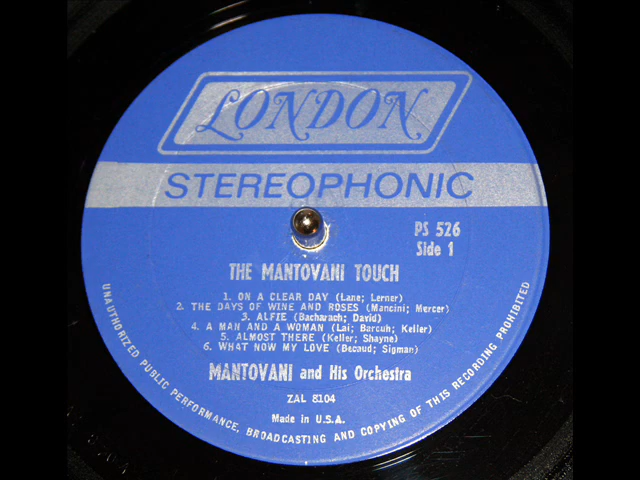 LONDON
STEREOPHONIC
PS 526
Side 1
THE MANTOVANI TOUCH
1. ON A CLEAR DAY (Lane; Lerner)
2. THE DAYS OF WINE AND ROSES (Mancini; Mercer)
3. ALFIE (Bacharach; David)
4. A MAN AND A WOMAN (Lai; Barouh; Keller)
5. ALMOST THERE (Keller; Shayne)
6. WHAT NOW MY LOVE (Becaud; Sigman)
MANTOVANI and His Orchestra
ZAL 8104
Made in U.S.A.
UNAUTHORIZED PUBLIC PERFORMANCE, BROADCASTING AND COPYING OF THIS RECORDING PROHIBITED